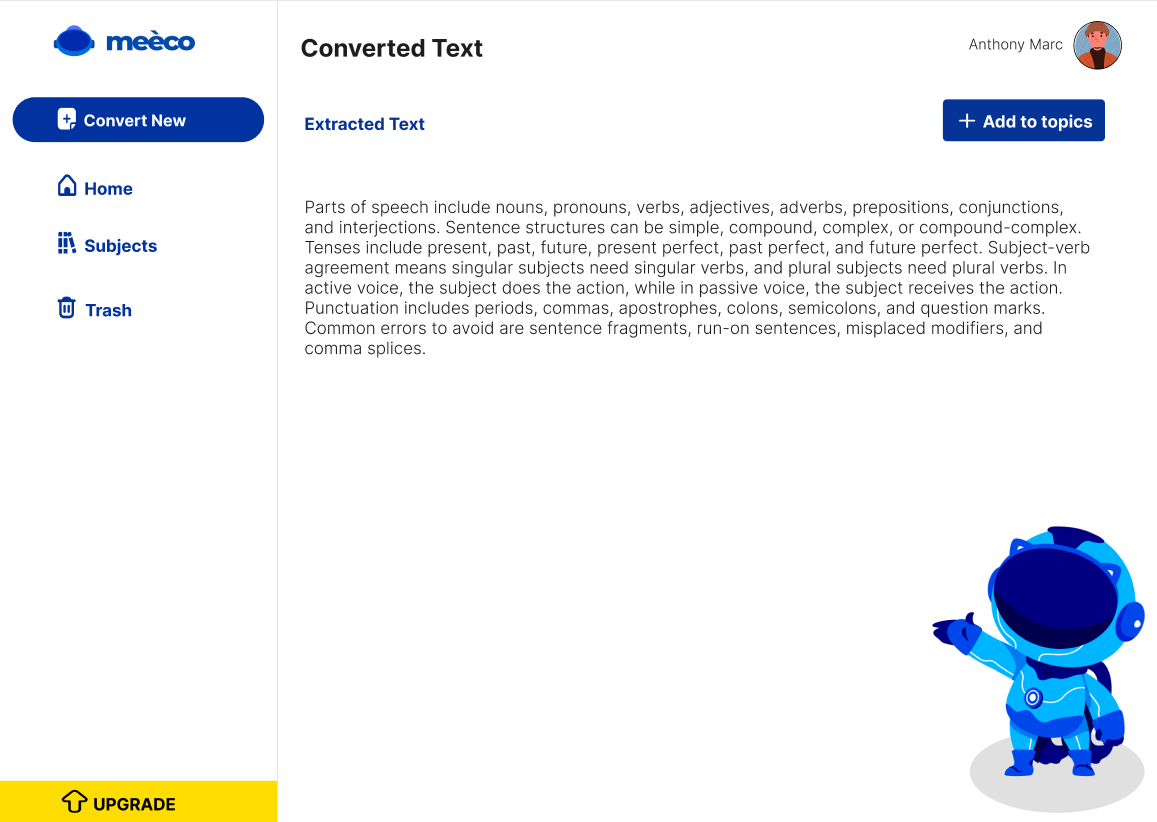 meèco
Converted Text
Anthony Marc
Convert New
Extracted Text
+ Add to topics
Home
Subjects
Trash
Parts of speech include nouns, pronouns, verbs, adjectives, adverbs, prepositions, conjunctions,
and interjections. Sentence structures can be simple, compound, complex, or compound-complex.
Tenses include present, past, future, present perfect, past perfect, and future perfect. Subject-verb
agreement means singular subjects need singular verbs, and plural subjects need plural verbs. In
active voice, the subject does the action, while in passive voice, the subject receives the action.
Punctuation includes periods, commas, apostrophes, colons, semicolons, and question marks.
Common errors to avoid are sentence fragments, run-on sentences, misplaced modifiers, and
comma splices.
UPGRADE